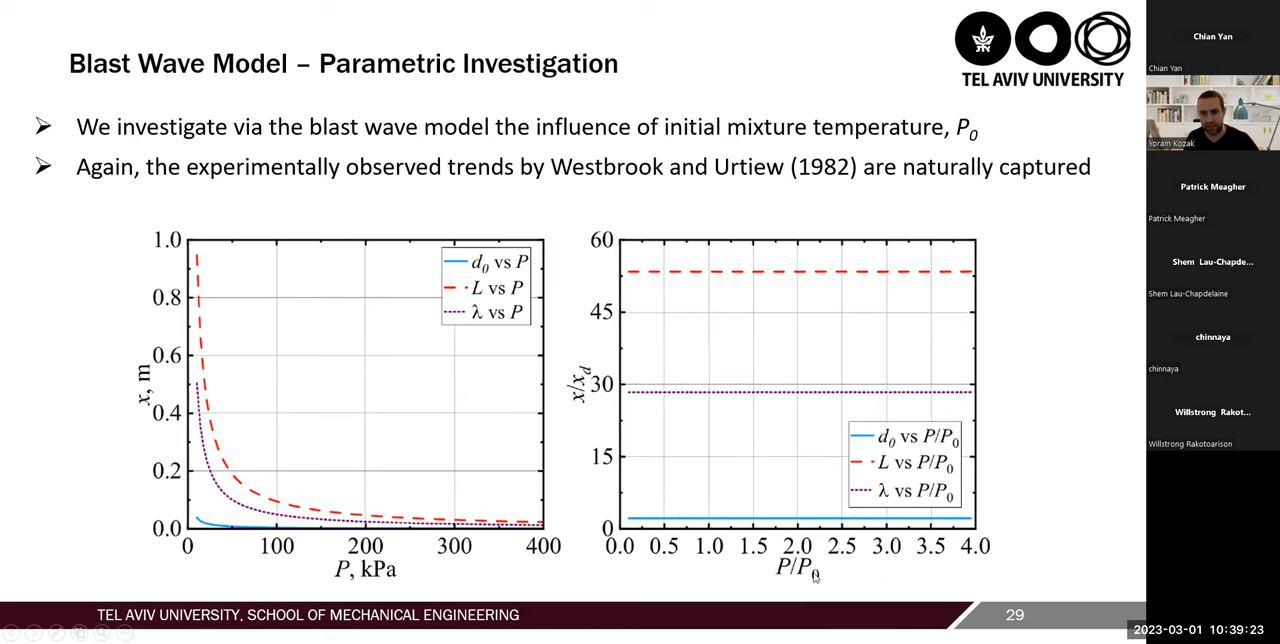 Blast Wave Model – Parametric Investigation
TEL AVIV UNIVERSITY
➢ We investigate via the blast wave model the influence of initial mixture temperature, P₀
➢ Again, the experimentally observed trends by Westbrook and Urtiew (1982) are naturally captured
1.0
0.8
0.6
0.4
0.2
0.0
x, m
0 100 200 300 400
P, kPa
d₀ vs P
L vs P
λ vs P
60
45
30
15
0
x/x_d
0.0 0.5 1.0 1.5 2.0 2.5 3.0 3.5 4.0
P/P₀
d₀ vs P/P₀
L vs P/P₀
λ vs P/P₀
TEL AVIV UNIVERSITY, SCHOOL OF MECHANICAL ENGINEERING
29
Chian Yan
Chian Yan
Yoram Kozak
Patrick Meagher
Patrick Meagher
Shem Lau-Chapde...
Shem Lau-Chapdelaine
chinnaya
chinnaya
Willstrong Rakot...
Willstrong Rakotoarison
2023-03-01 10:39:23